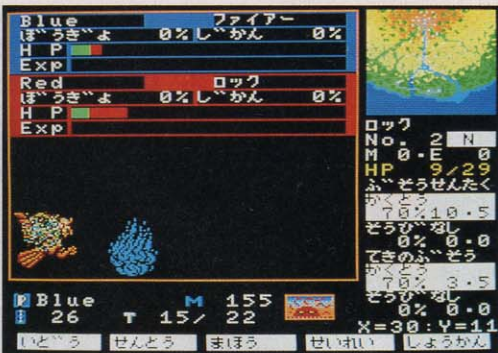 Blue ファイアー
ぼうぎょ 0% じかん 0%
H P
Exp
Red ロック
ぼうぎょ 0% じかん 0%
H P
Exp
ロック
No. 2 N
M 0-E 0
HP 9/29
ぶそうせんたく
かくとう
70% 10・5
そうび なし
0% 0・0
てきのぶそう
かくとう
70% 3・5
そうび なし
0% 0・0
X=30:Y=11
P Blue M 155
26 T 15/ 22
いどう せんとう まほう せいれい しょうかん